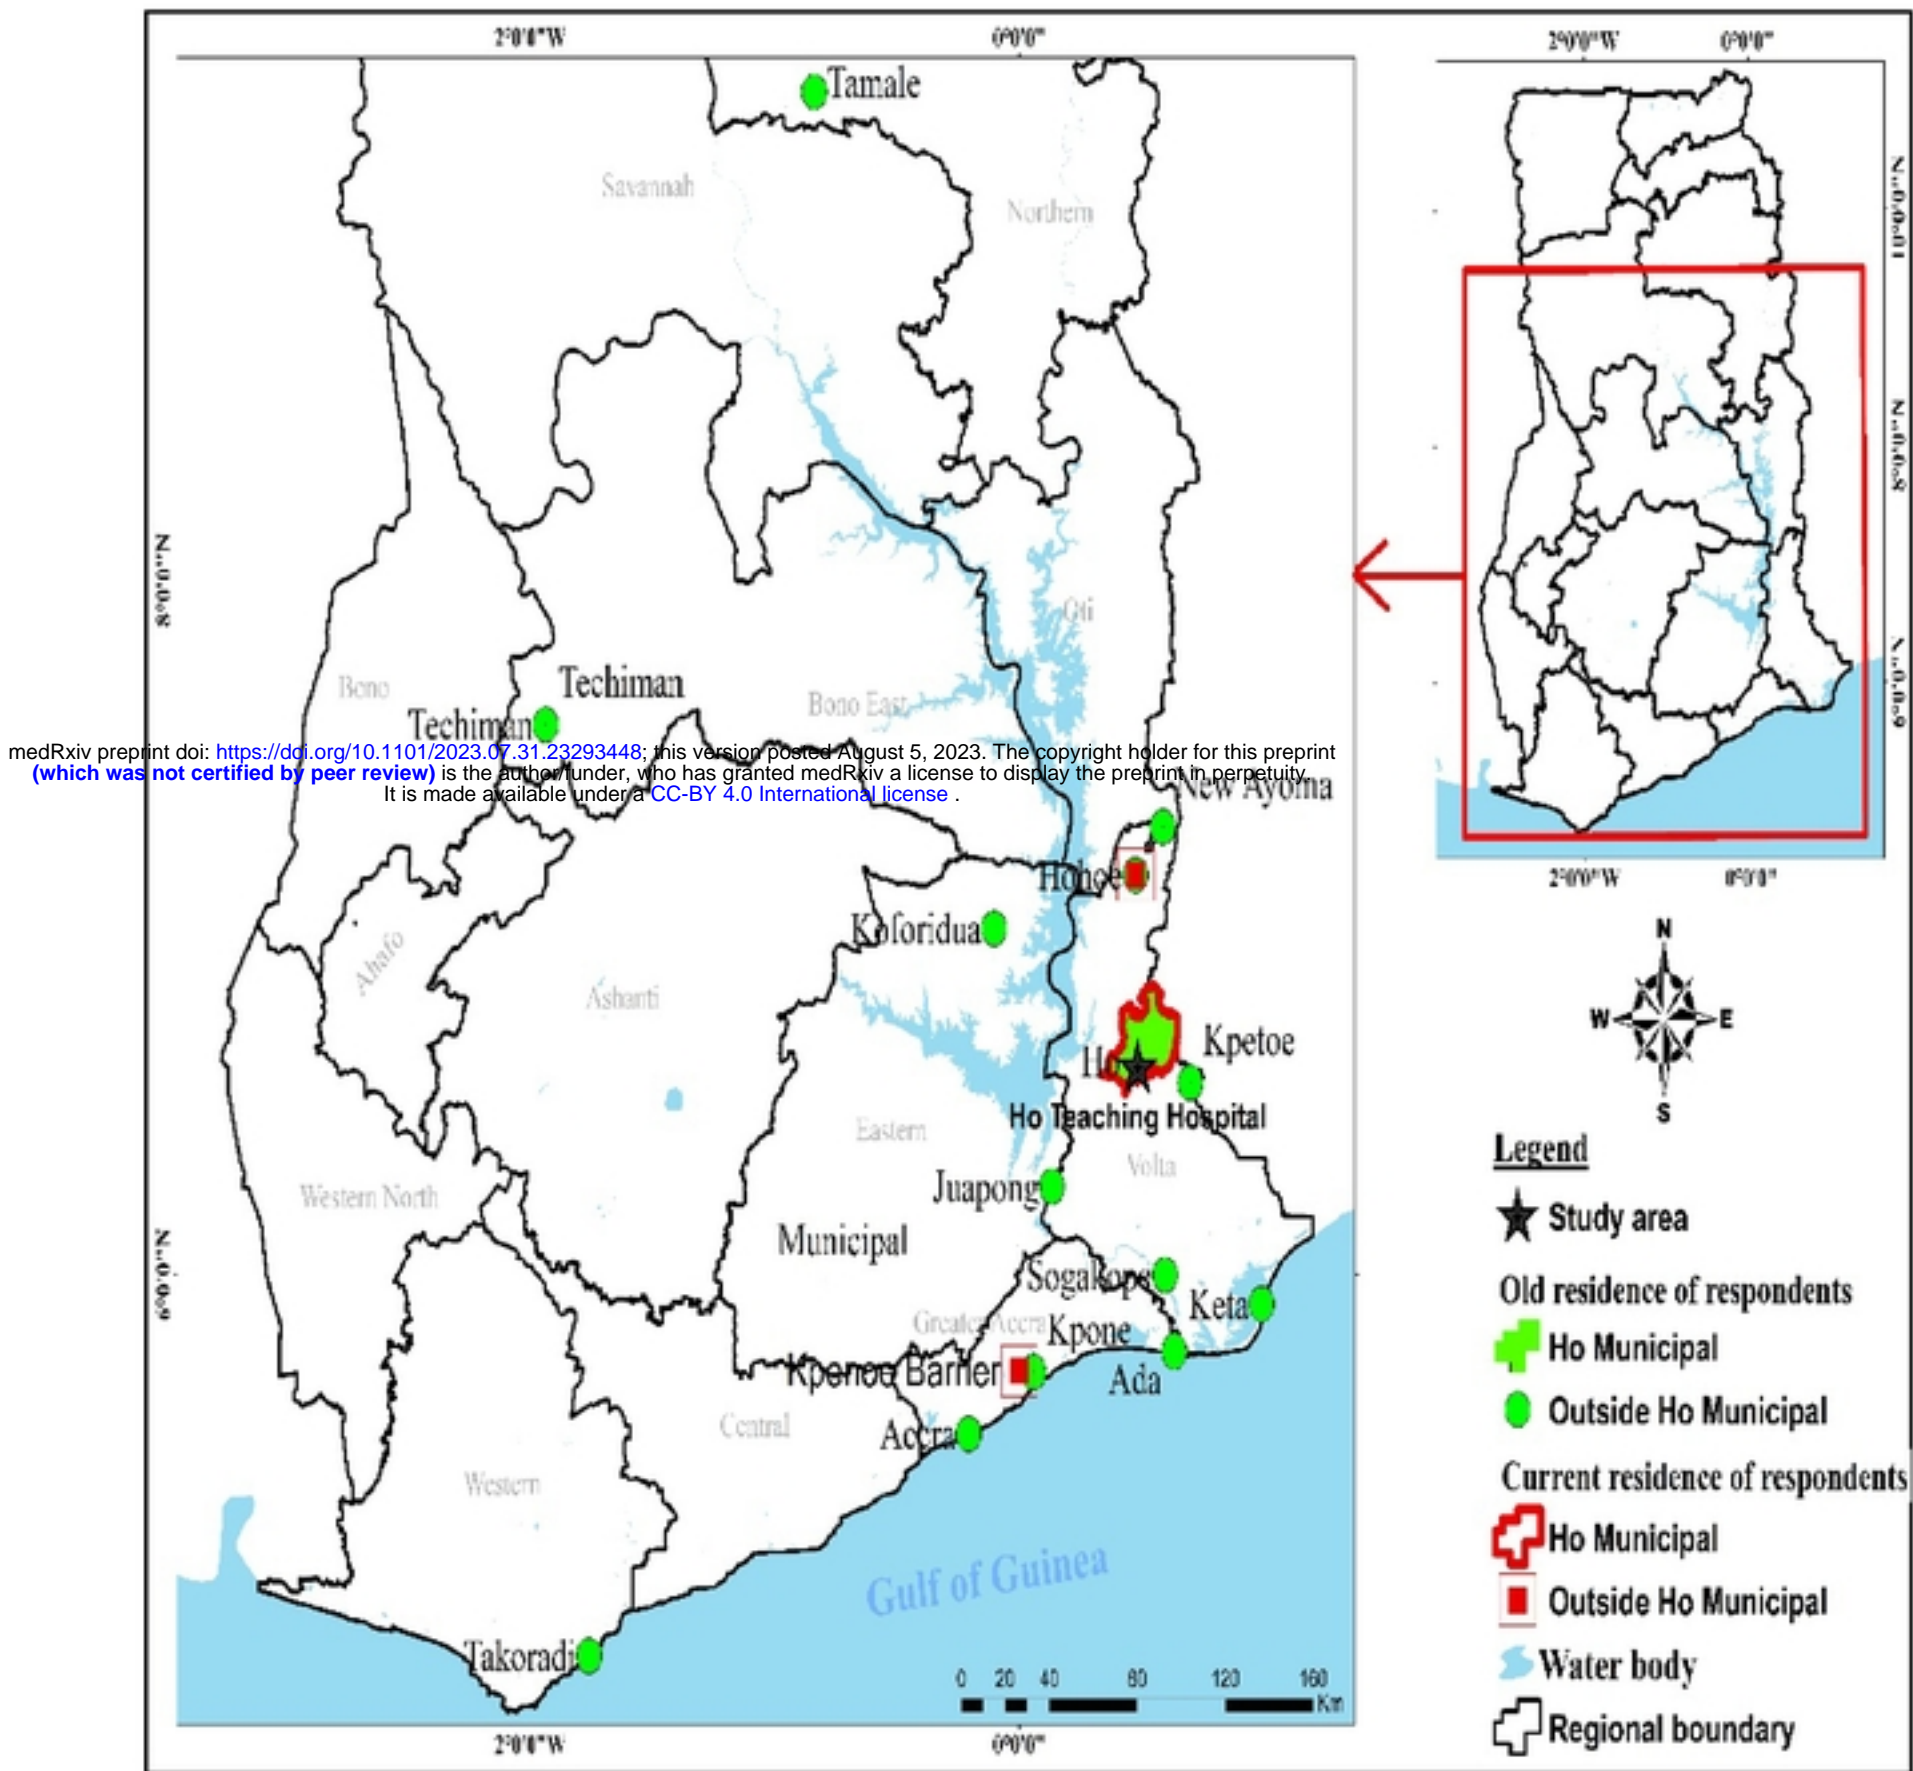 2°0'0"W 0°0'0"
2°0'0"W 0°0'0"
Tamale
Savannah
Northern
10°0'0"N
8°0'0"N
8°0'0"N
Oti
Techiman
Bono
Bono East
Techiman
6°0'0"N
medRxiv preprint doi: https://doi.org/10.1101/2023.07.31.23293448; this version posted August 5, 2023. The copyright holder for this preprint
(which was not certified by peer review) is the author/funder, who has granted medRxiv a license to display the preprint in perpetuity.
It is made available under a CC-BY 4.0 International license .
New Ayoma
Hohoe
2°0'0"W 0°0'0"
Koforidua
Ahafo
Ashanti
N
W E
S
Kpetoe
Ho
Ho Teaching Hospital
Eastern
Volta
Juapong
Western North
Municipal
6°0'0"N
Sogakope
Keta
Greater Accra
Kpone
Kpenoe Barrier
Ada
Central
Accra
Western
Gulf of Guinea
Takoradi
0 20 40 80 120 160
Km
2°0'0"W 0°0'0"
Legend
Study area
Old residence of respondents
Ho Municipal
Outside Ho Municipal
Current residence of respondents
Ho Municipal
Outside Ho Municipal
Water body
Regional boundary